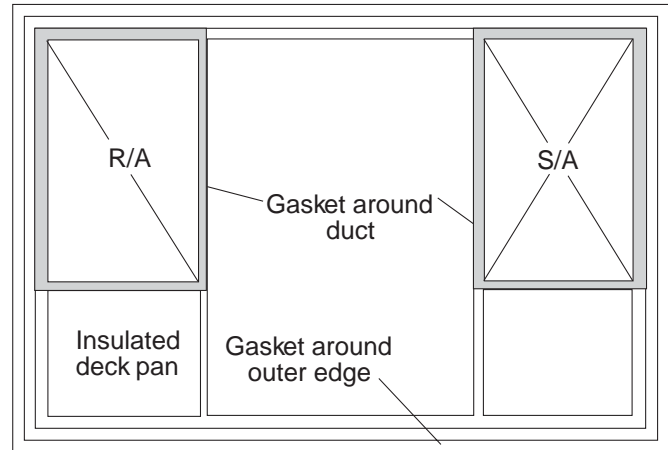 R/A
S/A
Gasket around
duct
Insulated
deck pan
Gasket around
outer edge